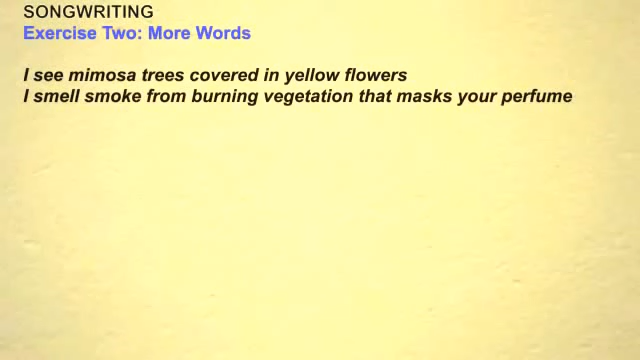 SONGWRITING
Exercise Two: More Words
I see mimosa trees covered in yellow flowers
I smell smoke from burning vegetation that masks your perfume